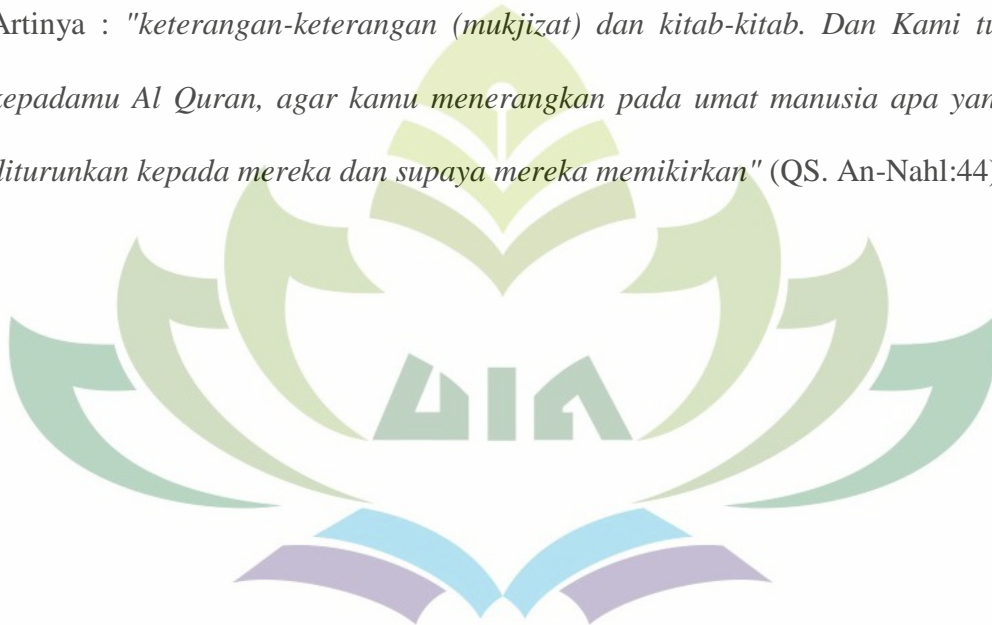 Artinya : "keterangan-keterangan (mukjizat) dan kitab-kitab. Dan Kami tu
kepadamu Al Quran, agar kamu menerangkan pada umat manusia apa yan
diturunkan kepada mereka dan supaya mereka memikirkan" (QS. An-Nahl:44)
UIN